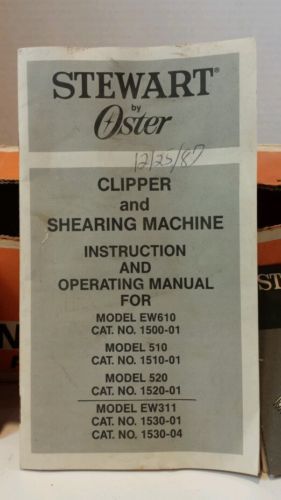 STEWART®
by
Oster
12/25/87
CLIPPER
and
SHEARING MACHINE
INSTRUCTION
AND
OPERATING MANUAL
FOR
MODEL EW610
CAT. NO. 1500-01
MODEL 510
CAT. NO. 1510-01
MODEL 520
CAT. NO. 1520-01
MODEL EW311
CAT. NO. 1530-01
CAT. NO. 1530-04
ST
N